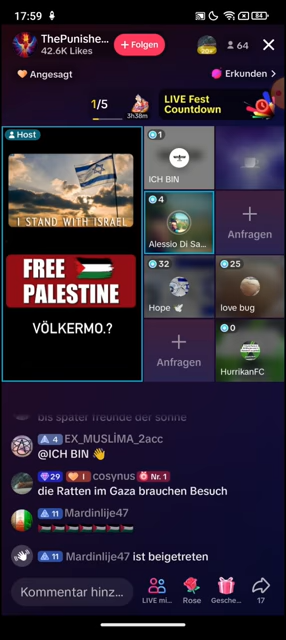 17:59
84
ThePunishe...
42.6K Likes
+ Folgen
64
Angesagt
Erkunden >
1/5
3h38m
LIVE Fest
Countdown
Host
I STAND WITH ISRAEL
FREE
PALESTINE
VÖLKERMO.?
1
ICH BIN
4
Alessio Di Sa...
Anfragen
32
Hope 🕊
25
love bug
Anfragen
0
HurrikanFC
bis später freunde der sonne
4 EX_MUSLİMA_2acc
@ICH BIN 👋
29 I cosynus Nr. 1
die Ratten im Gaza brauchen Besuch
11 Mardinlije47
🇵🇸🇵🇸🇵🇸🇵🇸🇵🇸🇵🇸🇵🇸
11 Mardinlije47 ist beigetreten
Kommentar hinz...
LIVE mi...
Rose
Gesche...
17